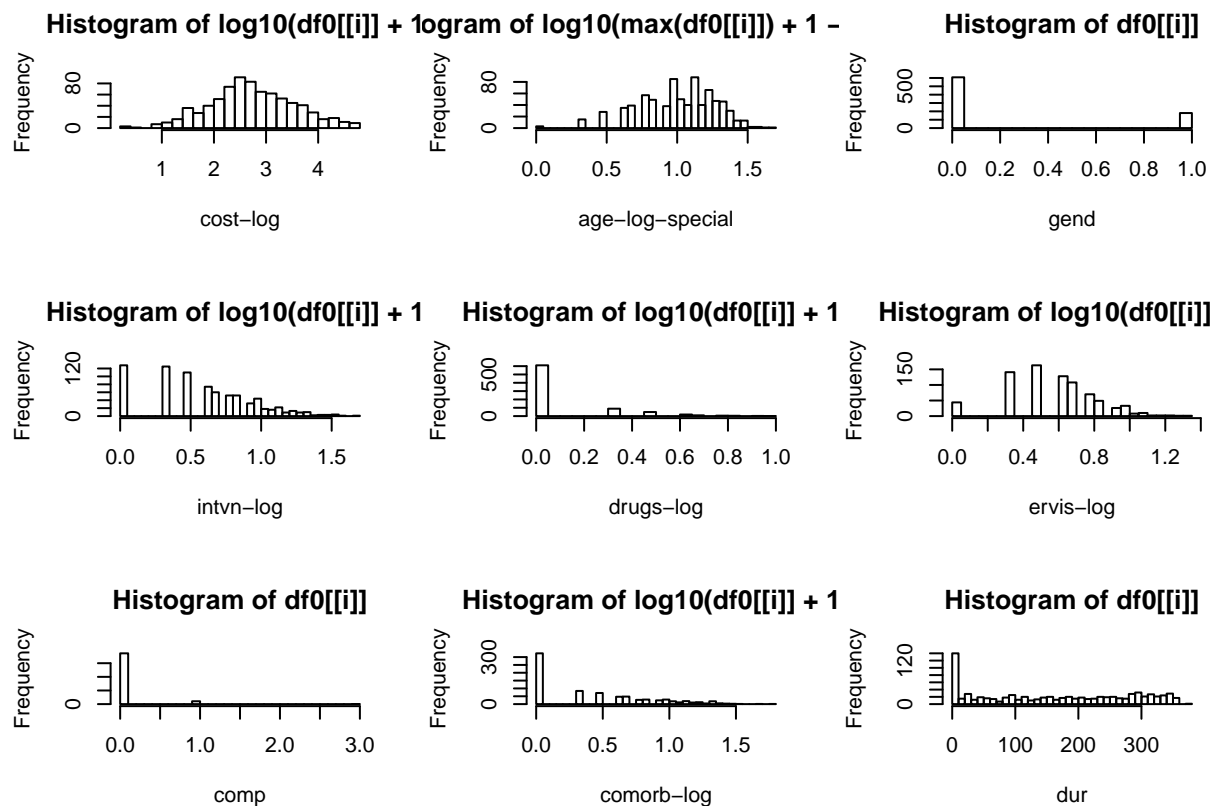 Histogram of log10(df0[[i]] + 1
ogram of log10(max(df0[[i]]) + 1 −
Histogram of df0[[i]]
Frequency
0 80
1 2 3 4
cost−log
Frequency
0 80
0.0 0.5 1.0 1.5
age−log−special
Frequency
0 500
0.0 0.2 0.4 0.6 0.8 1.0
gend
Histogram of log10(df0[[i]] + 1
Histogram of log10(df0[[i]] + 1
Histogram of log10(df0[[i]]
Frequency
0 120
0.0 0.5 1.0 1.5
intvn−log
Frequency
0 500
0.0 0.2 0.4 0.6 0.8 1.0
drugs−log
Frequency
0 150
0.0 0.4 0.8 1.2
ervis−log
Histogram of df0[[i]]
Histogram of log10(df0[[i]] + 1
Histogram of df0[[i]]
Frequency
0
0.0 1.0 2.0 3.0
comp
Frequency
0 300
0.0 0.5 1.0 1.5
comorb−log
Frequency
0 120
0 100 200 300
dur